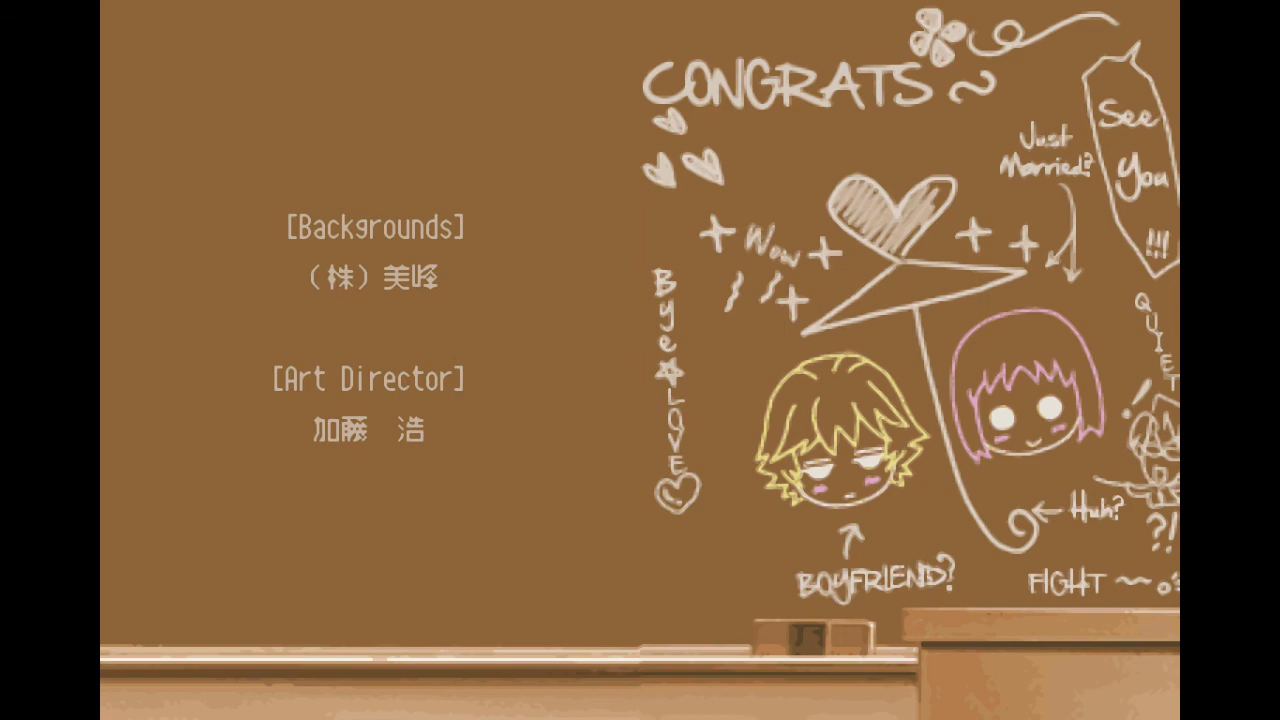 [Backgrounds]
（株）美峰
[Art Director]
加藤　浩
CONGRATS～
See
You
!!!
Just
Married?
Wow
Bye☆LOVE
QUIET
Huh?
?!
BOYFRIEND?
FIGHT～